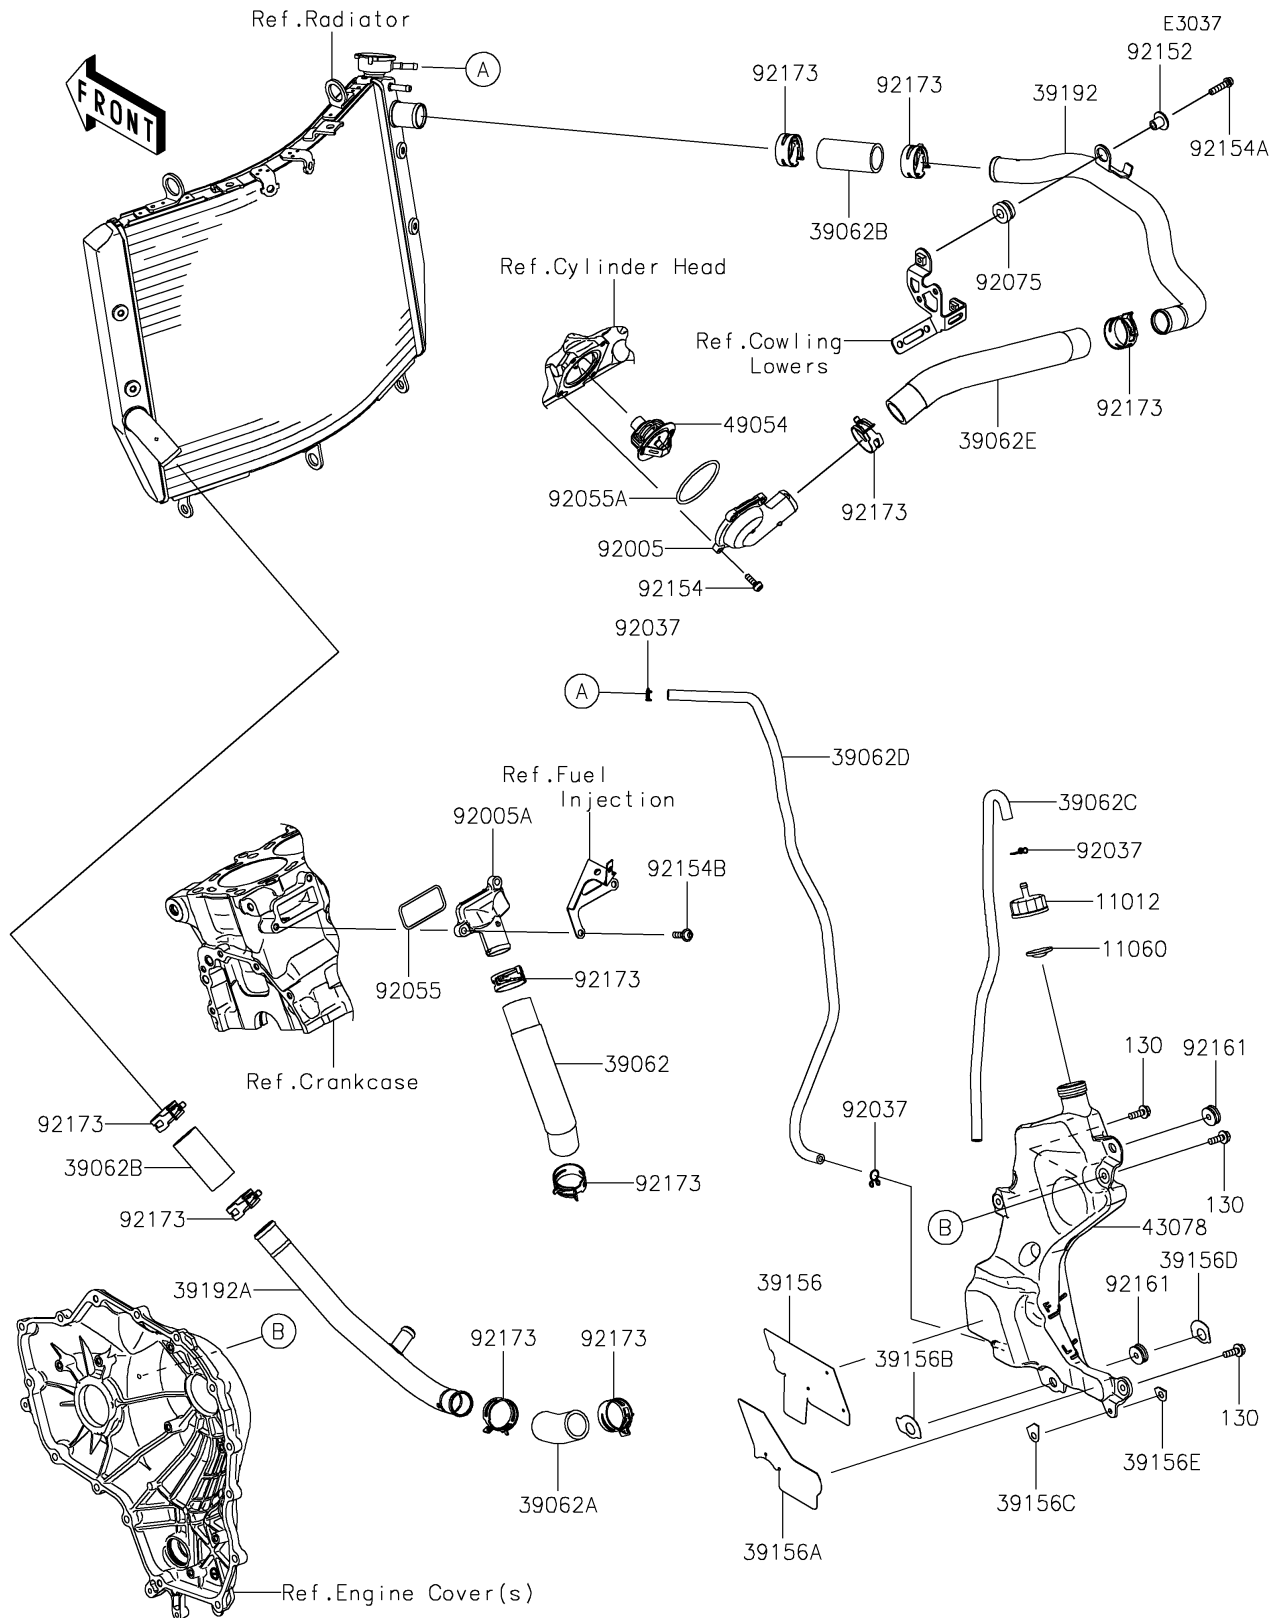 Ref.Radiator
E3037
92152
A
FRONT
92173
92173
39192
92154A
39062B
Ref.Cylinder Head
92075
Ref.Cowling
Lowers
92173
49054
39062E
92055A
92173
92005
92154
92037
A
39062D
Ref.Fuel
Injection
39062C
92005A
92037
92154B
11012
11060
92173
92055
130
92161
39062
Ref.Crankcase
92037
92173
39062B
92173
92173
130
B
43078
39156D
39192A
39156
92161
B
92173
92173
39156B
130
39156E
39062A
39156C
39156A
Ref.Engine Cover(s)